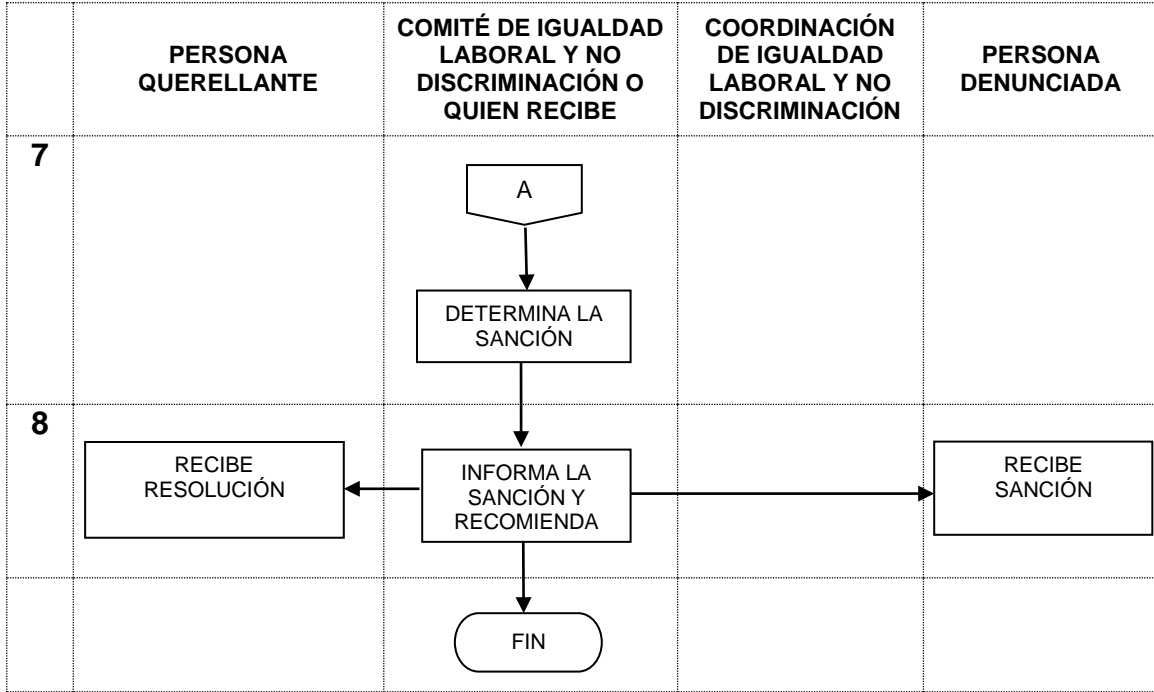 PERSONA
QUERELLANTE
COMITÉ DE IGUALDAD
LABORAL Y NO
DISCRIMINACIÓN O
QUIEN RECIBE
COORDINACIÓN
DE IGUALDAD
LABORAL Y NO
DISCRIMINACIÓN
PERSONA
DENUNCIADA
7
A
DETERMINA LA
SANCIÓN
8
RECIBE
RESOLUCIÓN
INFORMA LA
SANCIÓN Y
RECOMIENDA
RECIBE
SANCIÓN
FIN